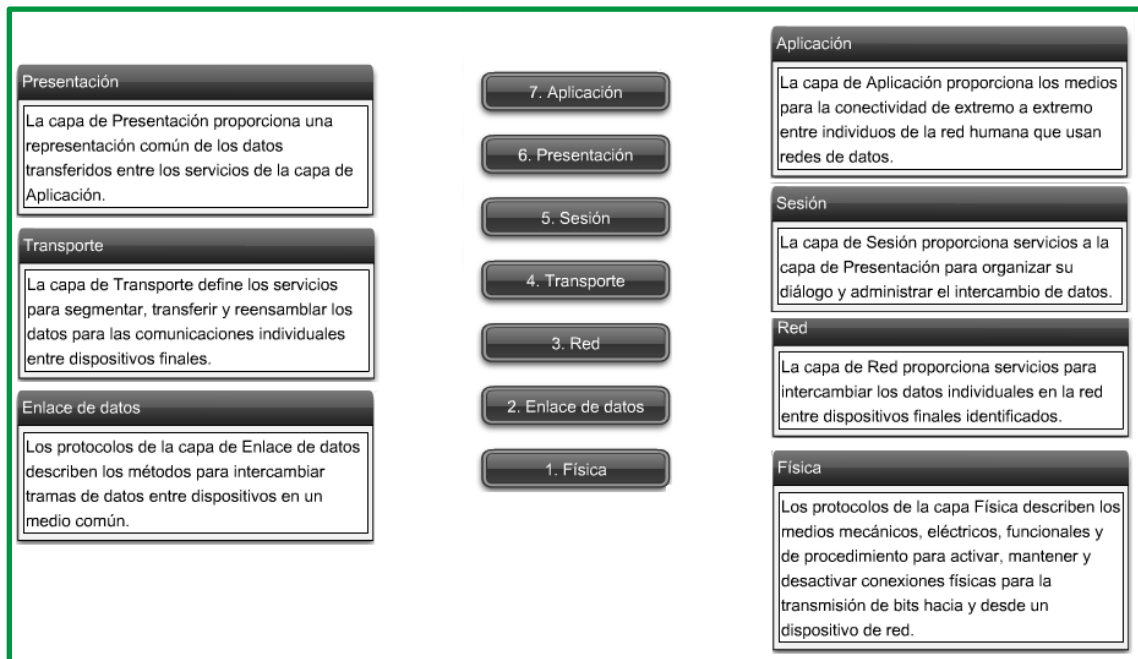 Presentación
La capa de Presentación proporciona una
representación común de los datos
transferidos entre los servicios de la capa de
Aplicación.
Transporte
La capa de Transporte define los servicios
para segmentar, transferir y reensamblar los
datos para las comunicaciones individuales
entre dispositivos finales.
Enlace de datos
Los protocolos de la capa de Enlace de datos
describen los métodos para intercambiar
tramas de datos entre dispositivos en un
medio común.
7. Aplicación
6. Presentación
5. Sesión
4. Transporte
3. Red
2. Enlace de datos
1. Física
Aplicación
La capa de Aplicación proporciona los medios
para la conectividad de extremo a extremo
entre individuos de la red humana que usan
redes de datos.
Sesión
La capa de Sesión proporciona servicios a la
capa de Presentación para organizar su
diálogo y administrar el intercambio de datos.
Red
La capa de Red proporciona servicios para
intercambiar los datos individuales en la red
entre dispositivos finales identificados.
Física
Los protocolos de la capa Física describen los
medios mecánicos, eléctricos, funcionales y
de procedimiento para activar, mantener y
desactivar conexiones físicas para la
transmisión de bits hacia y desde un
dispositivo de red.